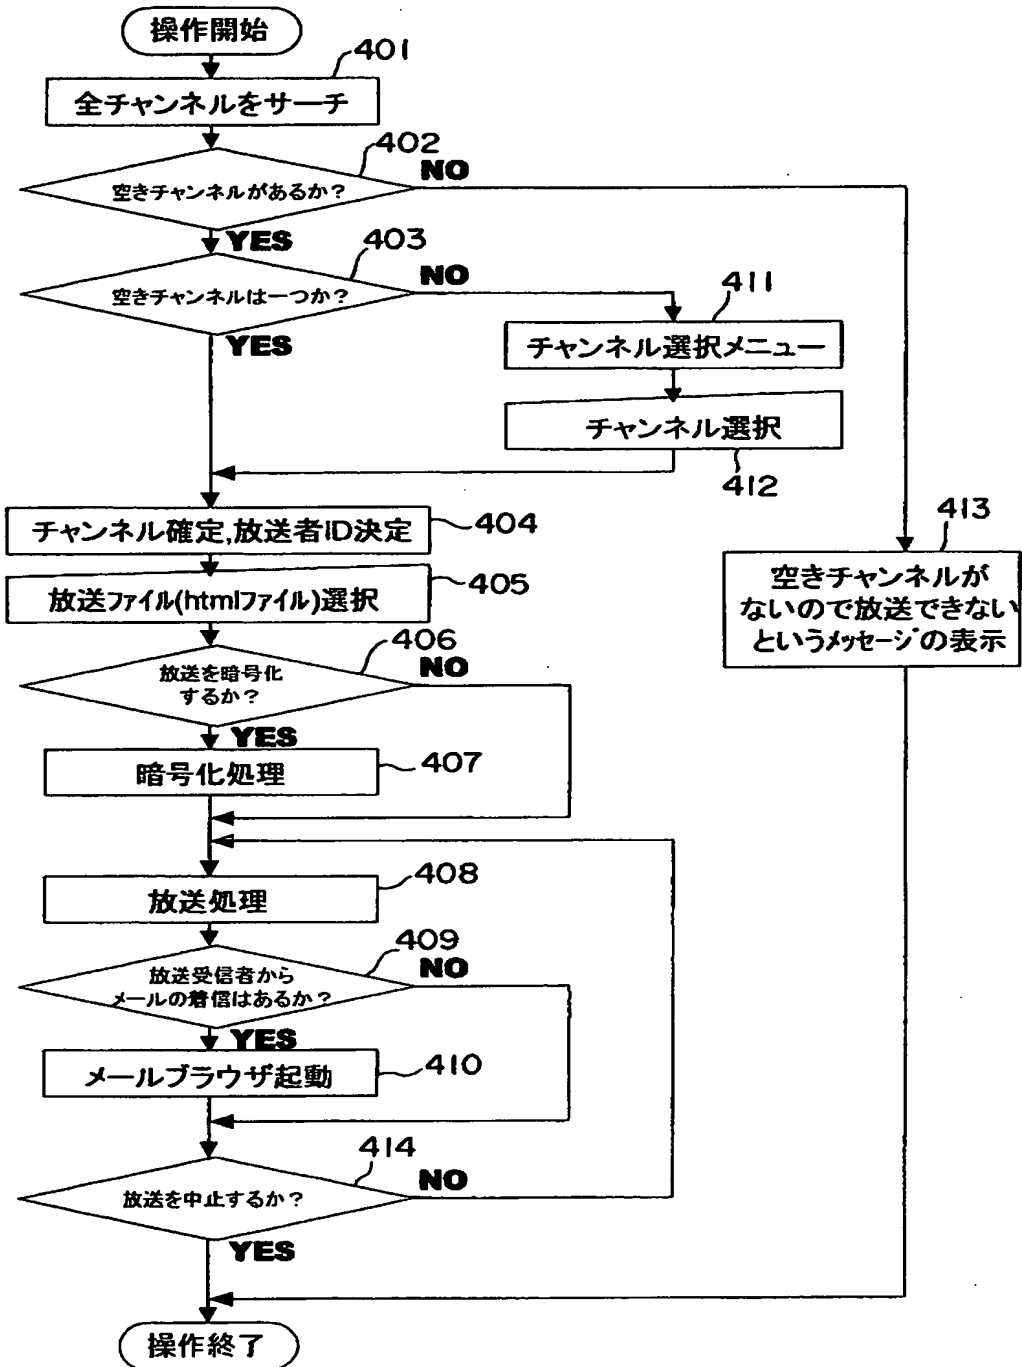 操作開始
401
全チャンネルをサーチ
402
NO
空きチャンネルがあるか?
YES
403
NO
空きチャンネルは一つか?
YES
411
チャンネル選択メニュー
チャンネル選択
412
チャンネル確定,放送者ID決定
404
413
空きチャンネルが
ないので放送できない
というメッセージの表示
放送ファイル(htmlファイル)選択
405
406
NO
放送を暗号化
するか?
YES
暗号化処理
407
放送処理
408
409
NO
放送受信者から
メールの着信はあるか?
YES
メールブラウザ起動
410
414
NO
放送を中止するか?
YES
操作終了